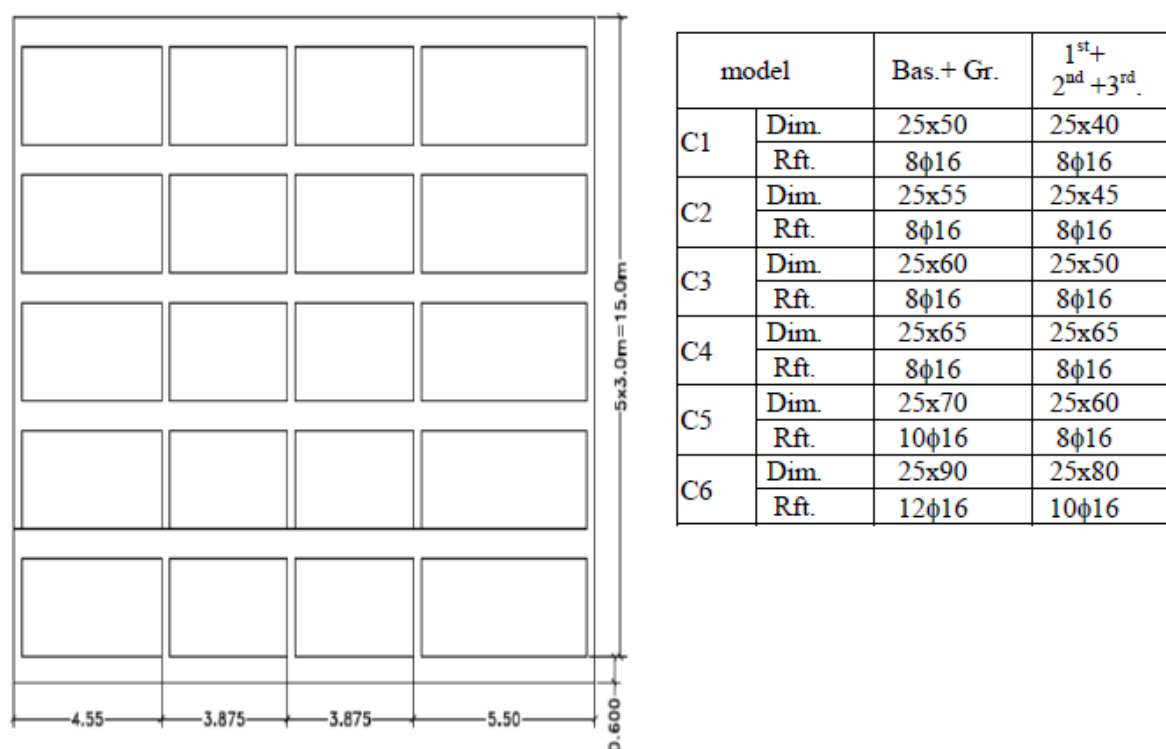 5x3.0m=15.0m
4.55
3.875
3.875
5.50
0.600
model Bas.+ Gr. 1st+ 2nd +3rd.
C1 Dim. 25x50 25x40
Rft. 8ϕ16 8ϕ16
C2 Dim. 25x55 25x45
Rft. 8ϕ16 8ϕ16
C3 Dim. 25x60 25x50
Rft. 8ϕ16 8ϕ16
C4 Dim. 25x65 25x65
Rft. 8ϕ16 8ϕ16
C5 Dim. 25x70 25x60
Rft. 10ϕ16 8ϕ16
C6 Dim. 25x90 25x80
Rft. 12ϕ16 10ϕ16